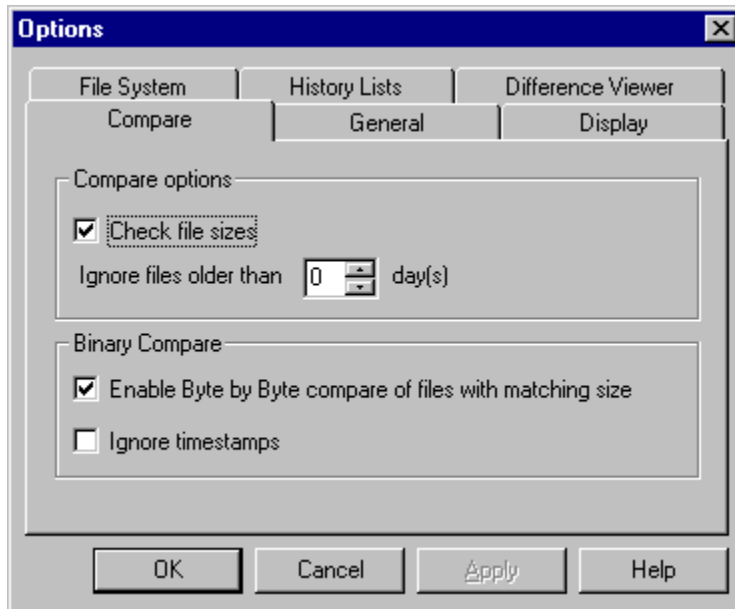 Options
File System History Lists Difference Viewer
Compare General Display
Compare options
Check file sizes
Ignore files older than 0 day(s)
Binary Compare
Enable Byte by Byte compare of files with matching size
Ignore timestamps
OK Cancel Apply Help